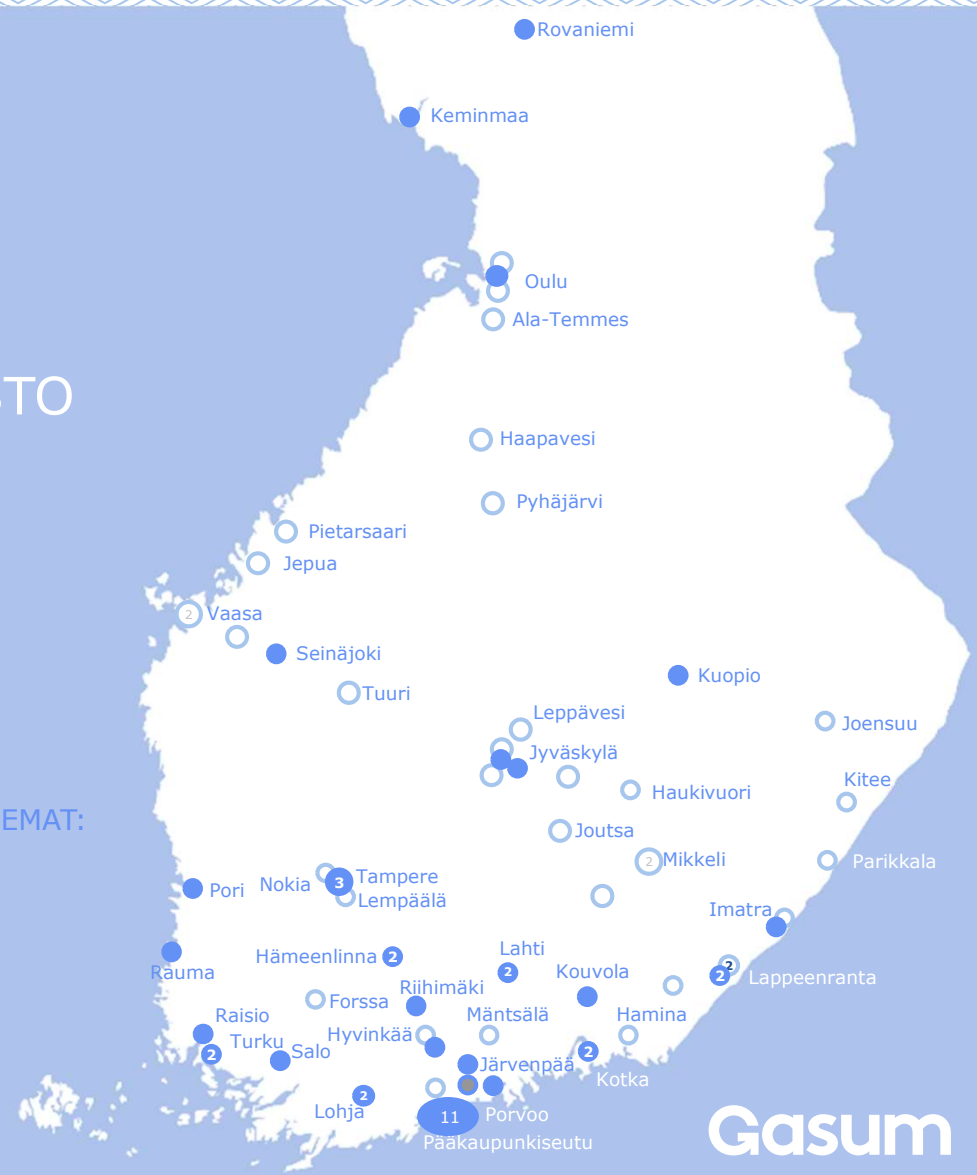 Rovaniemi
Keminmaa
Oulu
Ala-Temmes
STO
Haapavesi
Pyhäjärvi
Pietarsaari
Jepua
2 Vaasa
Seinäjoki
Kuopio
Tuuri
Leppävesi
Joensuu
Jyväskylä
Kitee
Haukivuori
EMAT:
Joutsa
2 Mikkeli
Parikkala
Nokia 3 Tampere
Pori
Lempäälä
Imatra
Hämeenlinna 2
Lahti
2
Kouvola
2
2 Lappeenranta
Rauma
Riihimäki
Forssa
Raisio
Mäntsälä
Hamina
Hyvinkää
Turku
2
Salo
Järvenpää
2
Kotka
2
Lohja
11 Porvoo
Pääkaupunkiseutu
Gasum